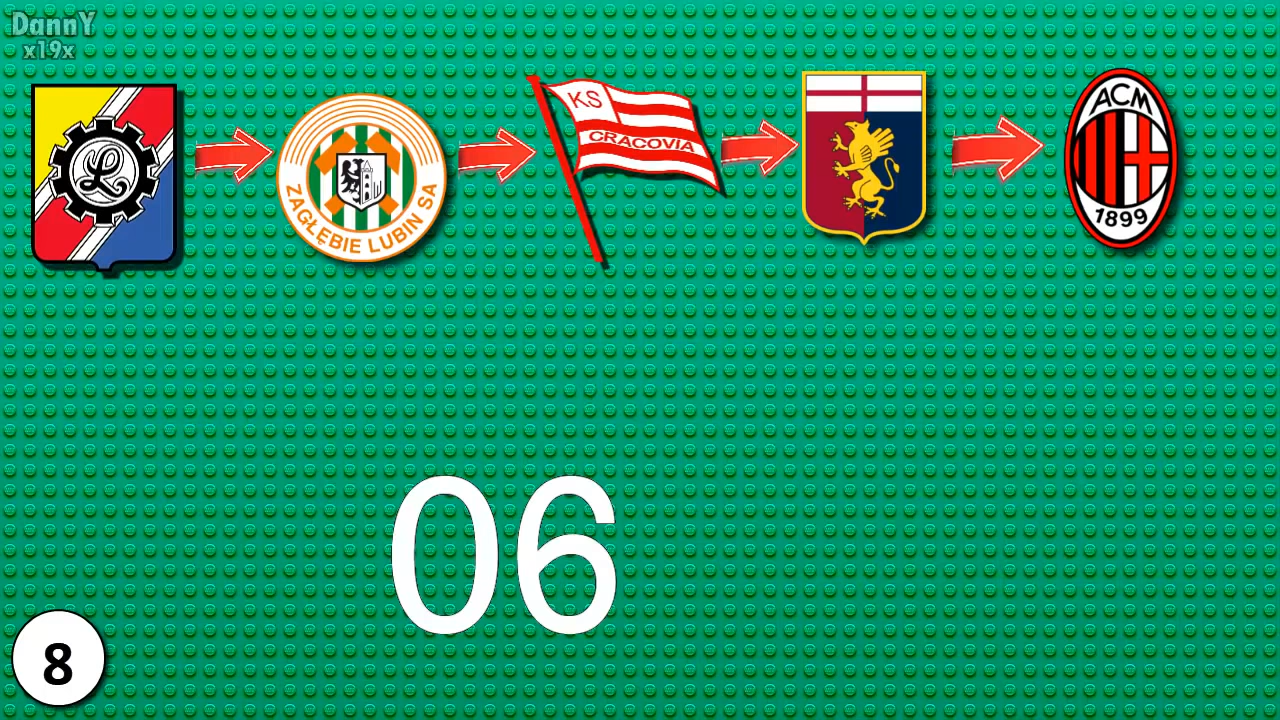 DannY
x19x
L
ZAGŁĘBIE LUBIN SA
KS
CRACOVIA
ACM
1899
06
8